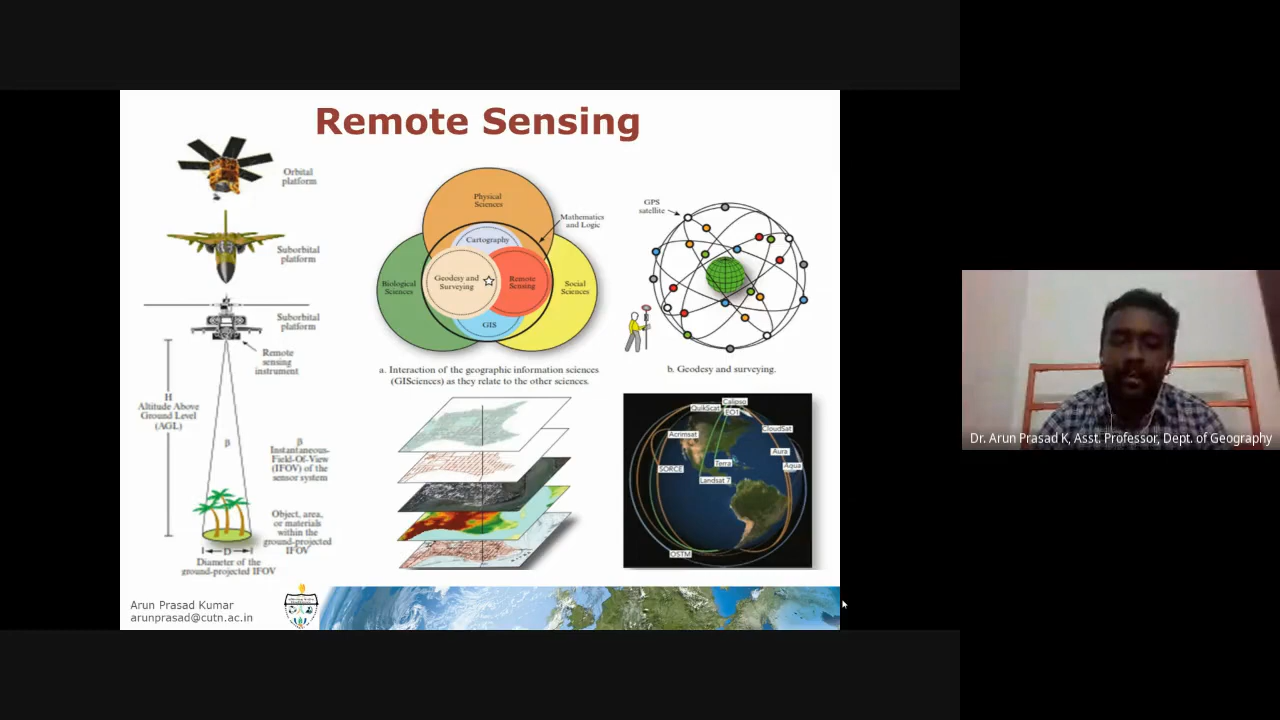 Remote Sensing
Orbital
platform
Suborbital
platform
Suborbital
platform
Remote
sensing
instrument
H
Altitude Above
Ground Level
(AGL)
β
β
Instantaneous-
Field-Of-View
(IFOV) of the
sensor system
Object, area,
or materials
within the
ground-projected
IFOV
D
Diameter of the
ground-projected IFOV
Physical
Sciences
Mathematics
and Logic
Cartography
Biological
Sciences
Geodesy and
Surveying
Remote
Sensing
Social
Sciences
GIS
a. Interaction of the geographic information sciences
(GISciences) as they relate to the other sciences.
GPS
satellite
b. Geodesy and surveying.
Calipso
QuikScat
EO1
CloudSat
Acrimsat
Aura
Terra
Aqua
SORCE
Landsat 7
OSTM
Arun Prasad Kumar
arunprasad@cutn.ac.in
Dr. Arun Prasad K, Asst. Professor, Dept. of Geography